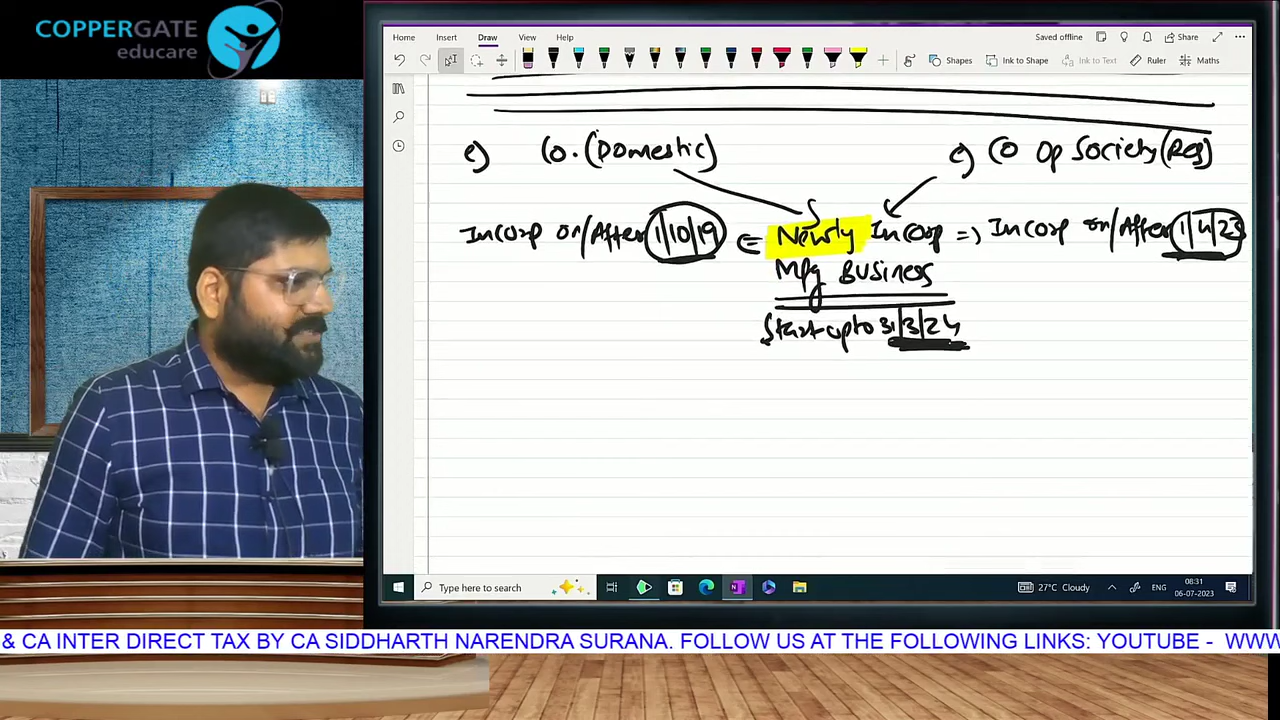 COPPERGATE
educare
Home Insert Draw View Help
Saved offline
Share
Shapes
Ink to Shape
Ink to Text
Ruler
Maths
c) Co. (Domestic)
c) CO Op Society (Reg)
Incorp on/After 1/10/19 <= Newly Incorp => Incorp on/After 1/4/23
Mfg Business
Start upto 31/3/24
Type here to search
27°C Cloudy
ENG
08:31
06-07-2023
& CA INTER DIRECT TAX BY CA SIDDHARTH NARENDRA SURANA. FOLLOW US AT THE FOLLOWING LINKS: YOUTUBE - WWW